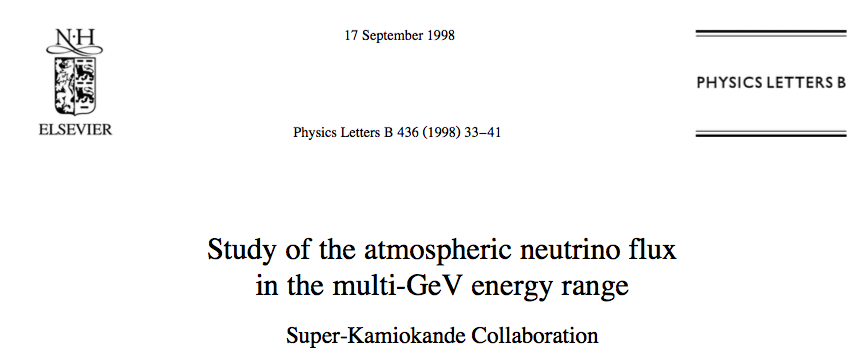 N·H
ELSEVIER
17 September 1998
Physics Letters B 436 (1998) 33–41
PHYSICS LETTERS B
Study of the atmospheric neutrino flux
in the multi-GeV energy range
Super-Kamiokande Collaboration